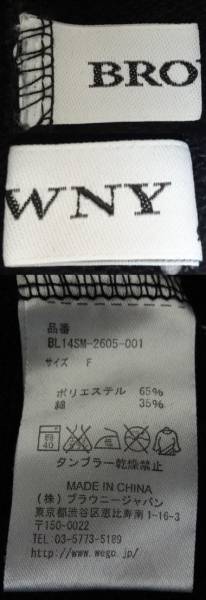 BRO
WNY
品番
BL14SM-2605-001
サイズ F
ポリエステル 65%
綿 35%
40
タンブラー乾燥禁止
MADE IN CHINA
(株)ブラウニージャパン
東京都渋谷区恵比寿南1-16-3
〒150-0022
TEL 03-5773-5189
http://www.wego.jp/